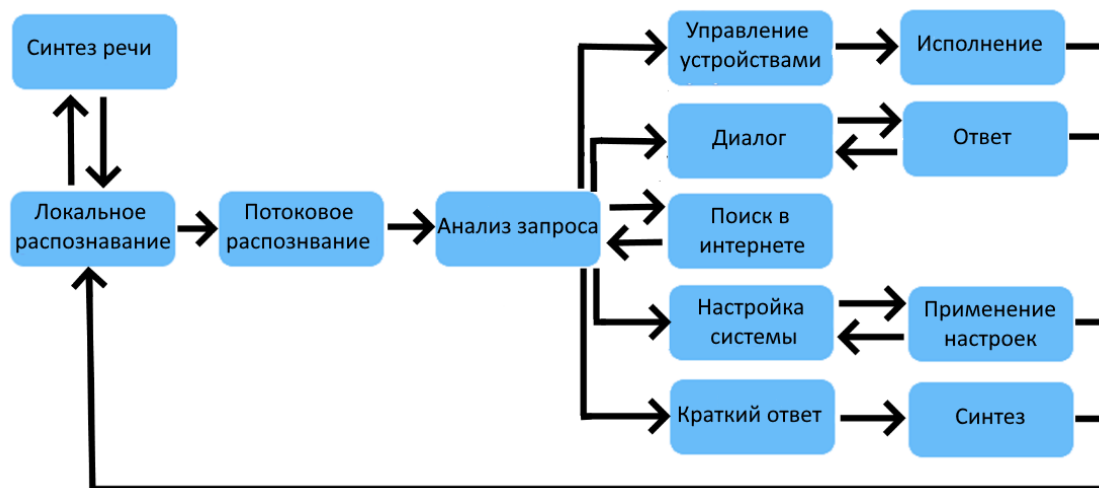 Синтез речи
Локальное
распознавание
Потоковое
распознвание
Анализ запроса
Управление
устройствами
Исполнение
Диалог
Ответ
Поиск в
интернете
Настройка
системы
Применение
настроек
Краткий ответ
Синтез